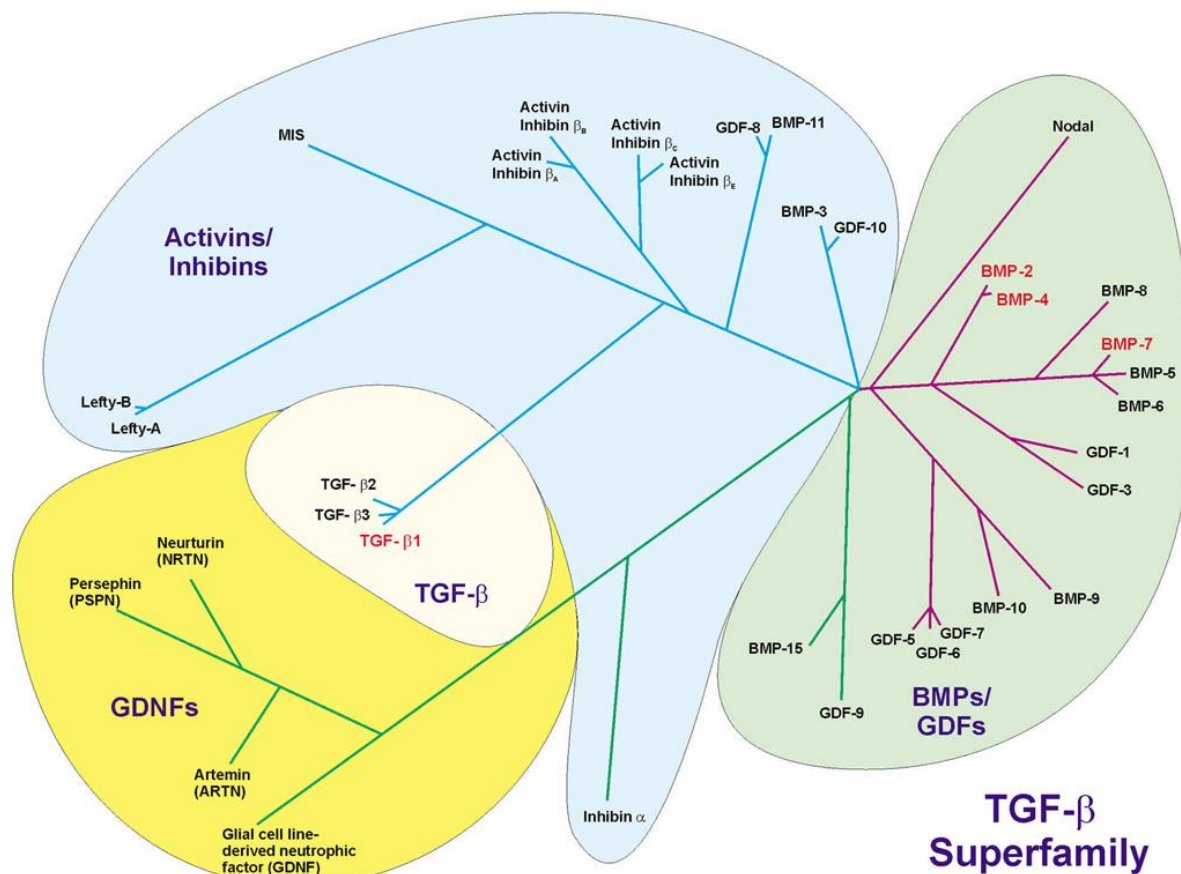 MIS
Activin
Inhibin βB
Activin
Inhibin βA
Activin
Inhibin βC
Activin
Inhibin βE
GDF-8
BMP-11
BMP-3
GDF-10
Nodal
Activins/
Inhibins
BMP-2
BMP-4
BMP-8
BMP-7
BMP-5
BMP-6
Lefty-B
Lefty-A
GDF-1
GDF-3
TGF- β2
TGF- β3
TGF- β1
TGF-β
Neurturin
(NRTN)
Persephin
(PSPN)
GDNFs
Artemin
(ARTN)
Glial cell line-
derived neutrophic
factor (GDNF)
Inhibin α
BMP-15
GDF-9
GDF-5
GDF-6
GDF-7
BMP-10
BMP-9
BMPs/
GDFs
TGF-β
Superfamily